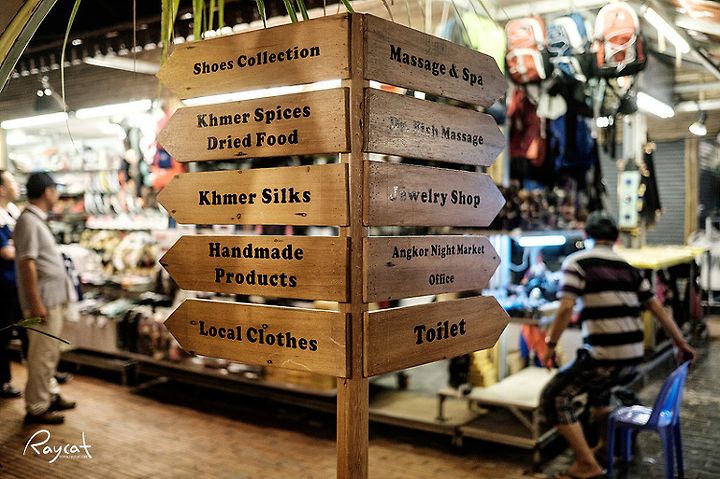 Shoes Collection
Khmer Spices
Dried Food
Khmer Silks
Handmade
Products
Local Clothes
Massage & Spa
Dr. Fish Massage
Jewelry Shop
Angkor Night Market
Office
Toilet
Raycat